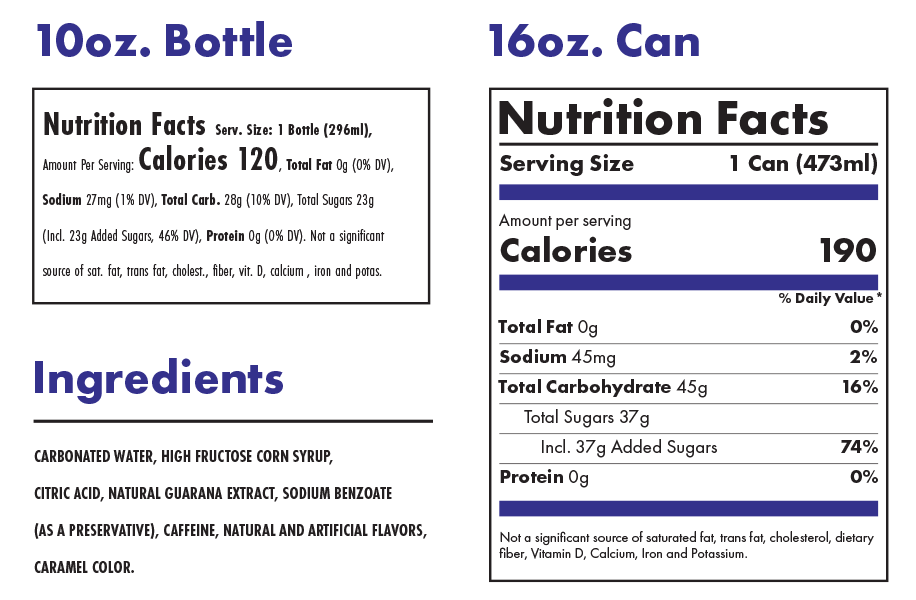 10oz. Bottle
Nutrition Facts Serv. Size: 1 Bottle (296ml),
Amount Per Serving: Calories 120, Total Fat 0g (0% DV),
Sodium 27mg (1% DV), Total Carb. 28g (10% DV), Total Sugars 23g
(Incl. 23g Added Sugars, 46% DV), Protein 0g (0% DV). Not a significant
source of sat. fat, trans fat, cholest., fiber, vit. D, calcium , iron and potas.
Ingredients
CARBONATED WATER, HIGH FRUCTOSE CORN SYRUP,
CITRIC ACID, NATURAL GUARANA EXTRACT, SODIUM BENZOATE
(AS A PRESERVATIVE), CAFFEINE, NATURAL AND ARTIFICIAL FLAVORS,
CARAMEL COLOR.
16oz. Can
Nutrition Facts
Serving Size 1 Can (473ml)
Amount per serving
Calories 190
% Daily Value*
Total Fat 0g 0%
Sodium 45mg 2%
Total Carbohydrate 45g 16%
Total Sugars 37g
Incl. 37g Added Sugars 74%
Protein 0g 0%
Not a significant source of saturated fat, trans fat, cholesterol, dietary
fiber, Vitamin D, Calcium, Iron and Potassium.